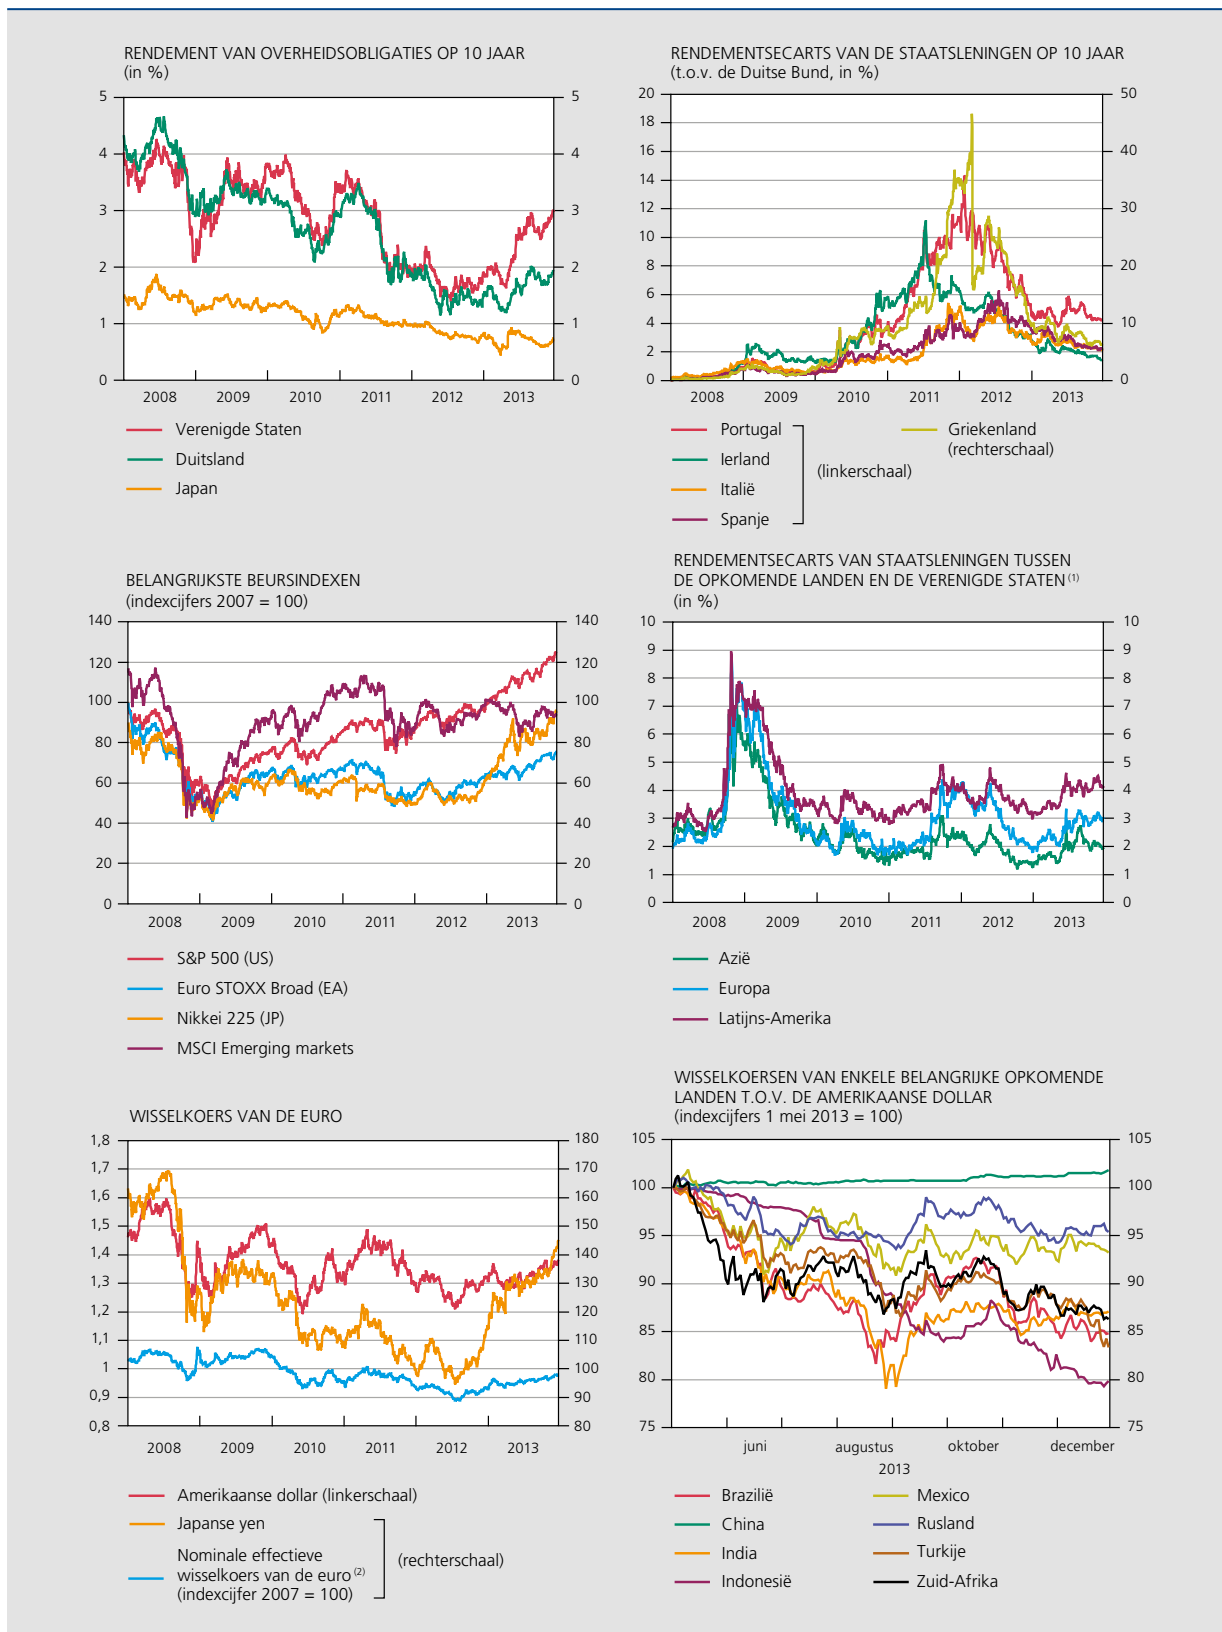 RENDEMENT VAN OVERHEIDSOBLIGATIES OP 10 JAAR
(in %)
5 5
4 4
3 3
2 2
1 1
0 0
2008 2009 2010 2011 2012 2013
Verenigde Staten
Duitsland
Japan
RENDEMENTSECARTS VAN DE STAATSLENINGEN OP 10 JAAR
(t.o.v. de Duitse Bund, in %)
20 50
18
16 40
14
12 30
10
8 20
6
4 10
2
0 0
2008 2009 2010 2011 2012 2013
Portugal
Ierland
Italië
Spanje
(linkerschaal)
Griekenland
(rechterschaal)
BELANGRIJKSTE BEURSINDEXEN
(indexcijfers 2007 = 100)
140 140
120 120
100 100
80 80
60 60
40 40
20 20
0 0
2008 2009 2010 2011 2012 2013
S&P 500 (US)
Euro STOXX Broad (EA)
Nikkei 225 (JP)
MSCI Emerging markets
RENDEMENTSECARTS VAN STAATSLENINGEN TUSSEN
DE OPKOMENDE LANDEN EN DE VERENIGDE STATEN (1)
(in %)
10 10
9 9
8 8
7 7
6 6
5 5
4 4
3 3
2 2
1 1
0 0
2008 2009 2010 2011 2012 2013
Azië
Europa
Latijns-Amerika
WISSELKOERS VAN DE EURO
1,8 180
1,7 170
1,6 160
1,5 150
1,4 140
1,3 130
1,2 120
1,1 110
1 100
0,9 90
0,8 80
2008 2009 2010 2011 2012 2013
Amerikaanse dollar (linkerschaal)
Japanse yen
Nominale effectieve
wisselkoers van de euro (2)
(indexcijfer 2007 = 100)
(rechterschaal)
WISSELKOERSEN VAN ENKELE BELANGRIJKE OPKOMENDE
LANDEN T.O.V. DE AMERIKAANSE DOLLAR
(indexcijfers 1 mei 2013 = 100)
105 105
100 100
95 95
90 90
85 85
80 80
75 75
juni augustus oktober december
2013
Brazilië
China
India
Indonesië
Mexico
Rusland
Turkije
Zuid-Afrika